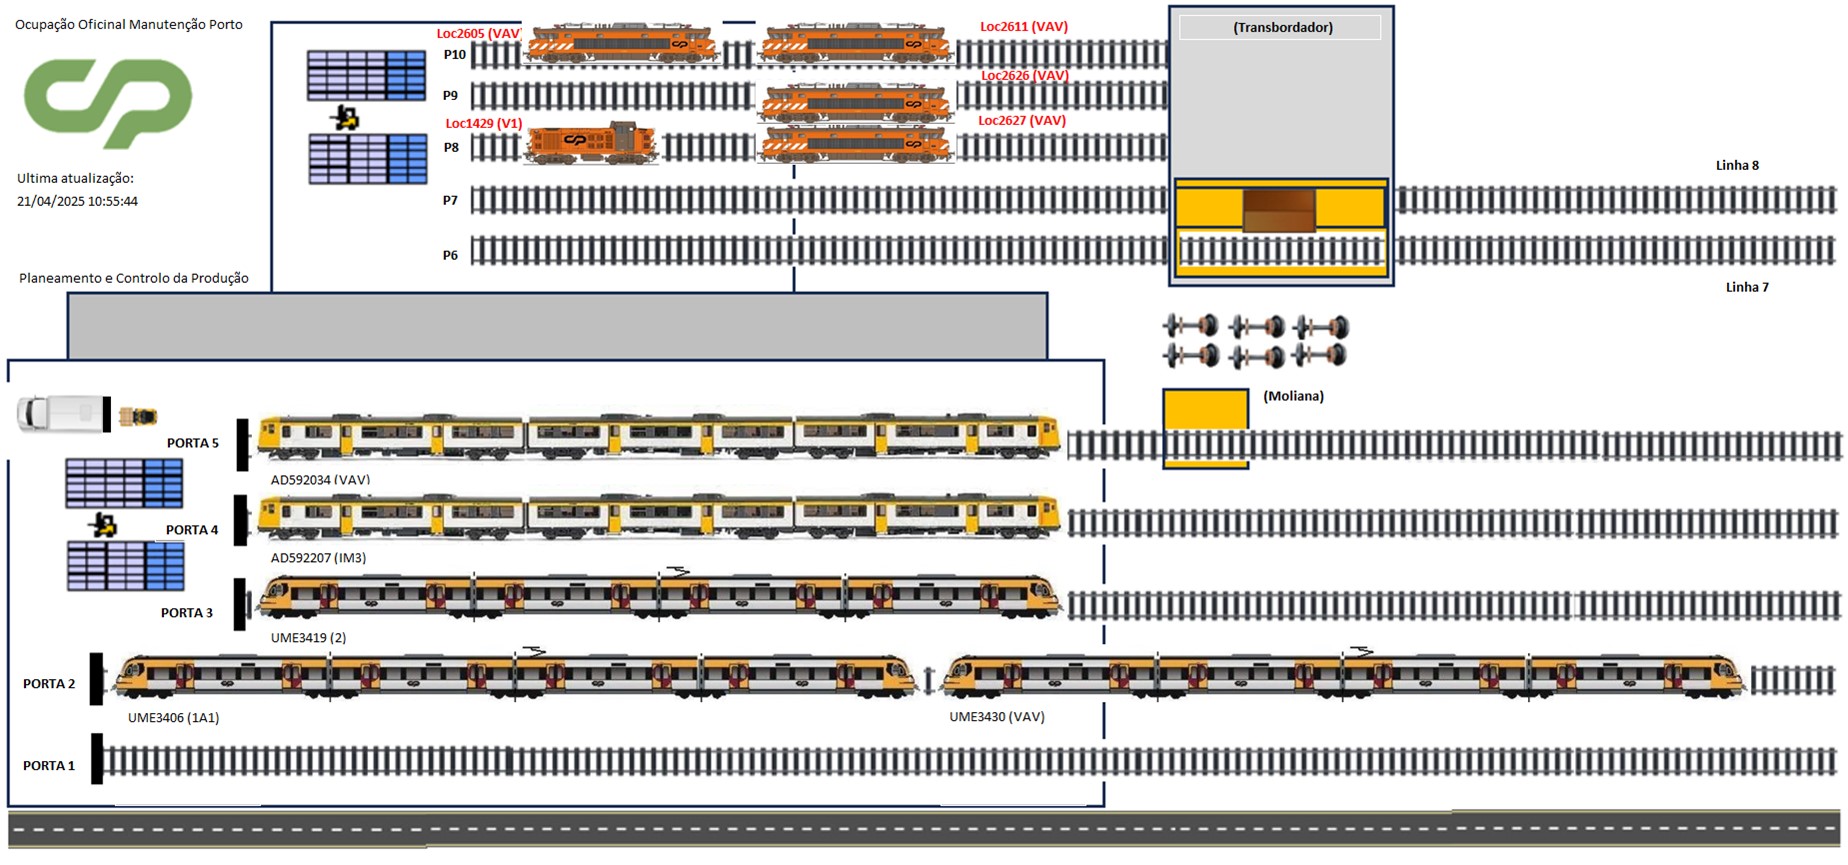 Ocupação Oficinal Manutenção Porto
cp
Ultima atualização:
21/04/2025 10:55:44
Planeamento e Controlo da Produção
Loc2605 (VAV)
Loc2611 (VAV)
P10
Loc2626 (VAV)
P9
Loc1429 (V1)
Loc2627 (VAV)
P8
P7
P6
(Transbordador)
Linha 8
Linha 7
(Moliana)
PORTA 5
AD592034 (VAV)
PORTA 4
AD592207 (IM3)
PORTA 3
UME3419 (2)
PORTA 2
UME3406 (1A1)
UME3430 (VAV)
PORTA 1